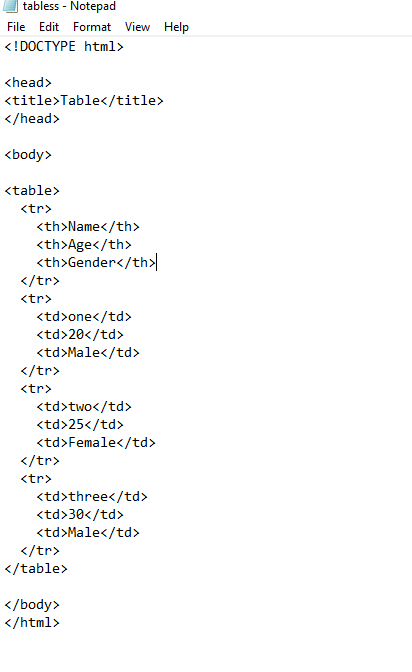 tabless - Notepad
File Edit Format View Help
<!DOCTYPE html>
<head>
<title>Table</title>
</head>
<body>
<table>
<tr>
<th>Name</th>
<th>Age</th>
<th>Gender</th>
</tr>
<tr>
<td>one</td>
<td>20</td>
<td>Male</td>
</tr>
<tr>
<td>two</td>
<td>25</td>
<td>Female</td>
</tr>
<tr>
<td>three</td>
<td>30</td>
<td>Male</td>
</tr>
</table>
</body>
</html>